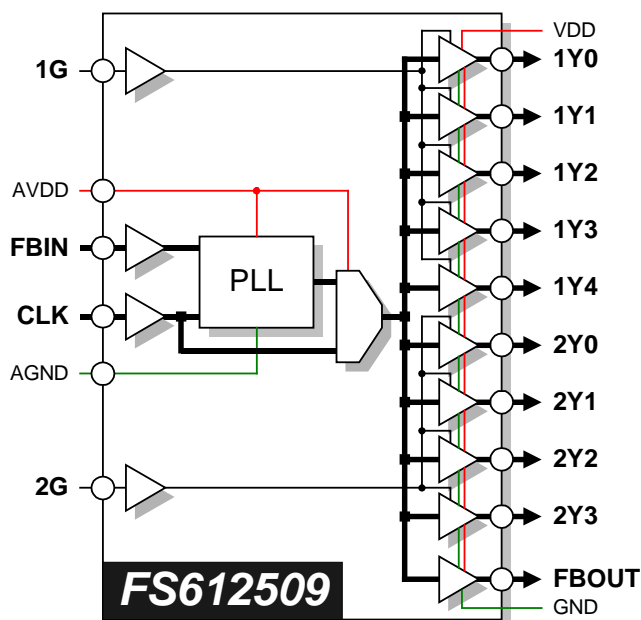 VDD
1G
1Y0
1Y1
1Y2
AVDD
1Y3
FBIN
PLL
1Y4
CLK
2Y0
AGND
2Y1
2Y2
2G
2Y3
FBOUT
FS612509
GND